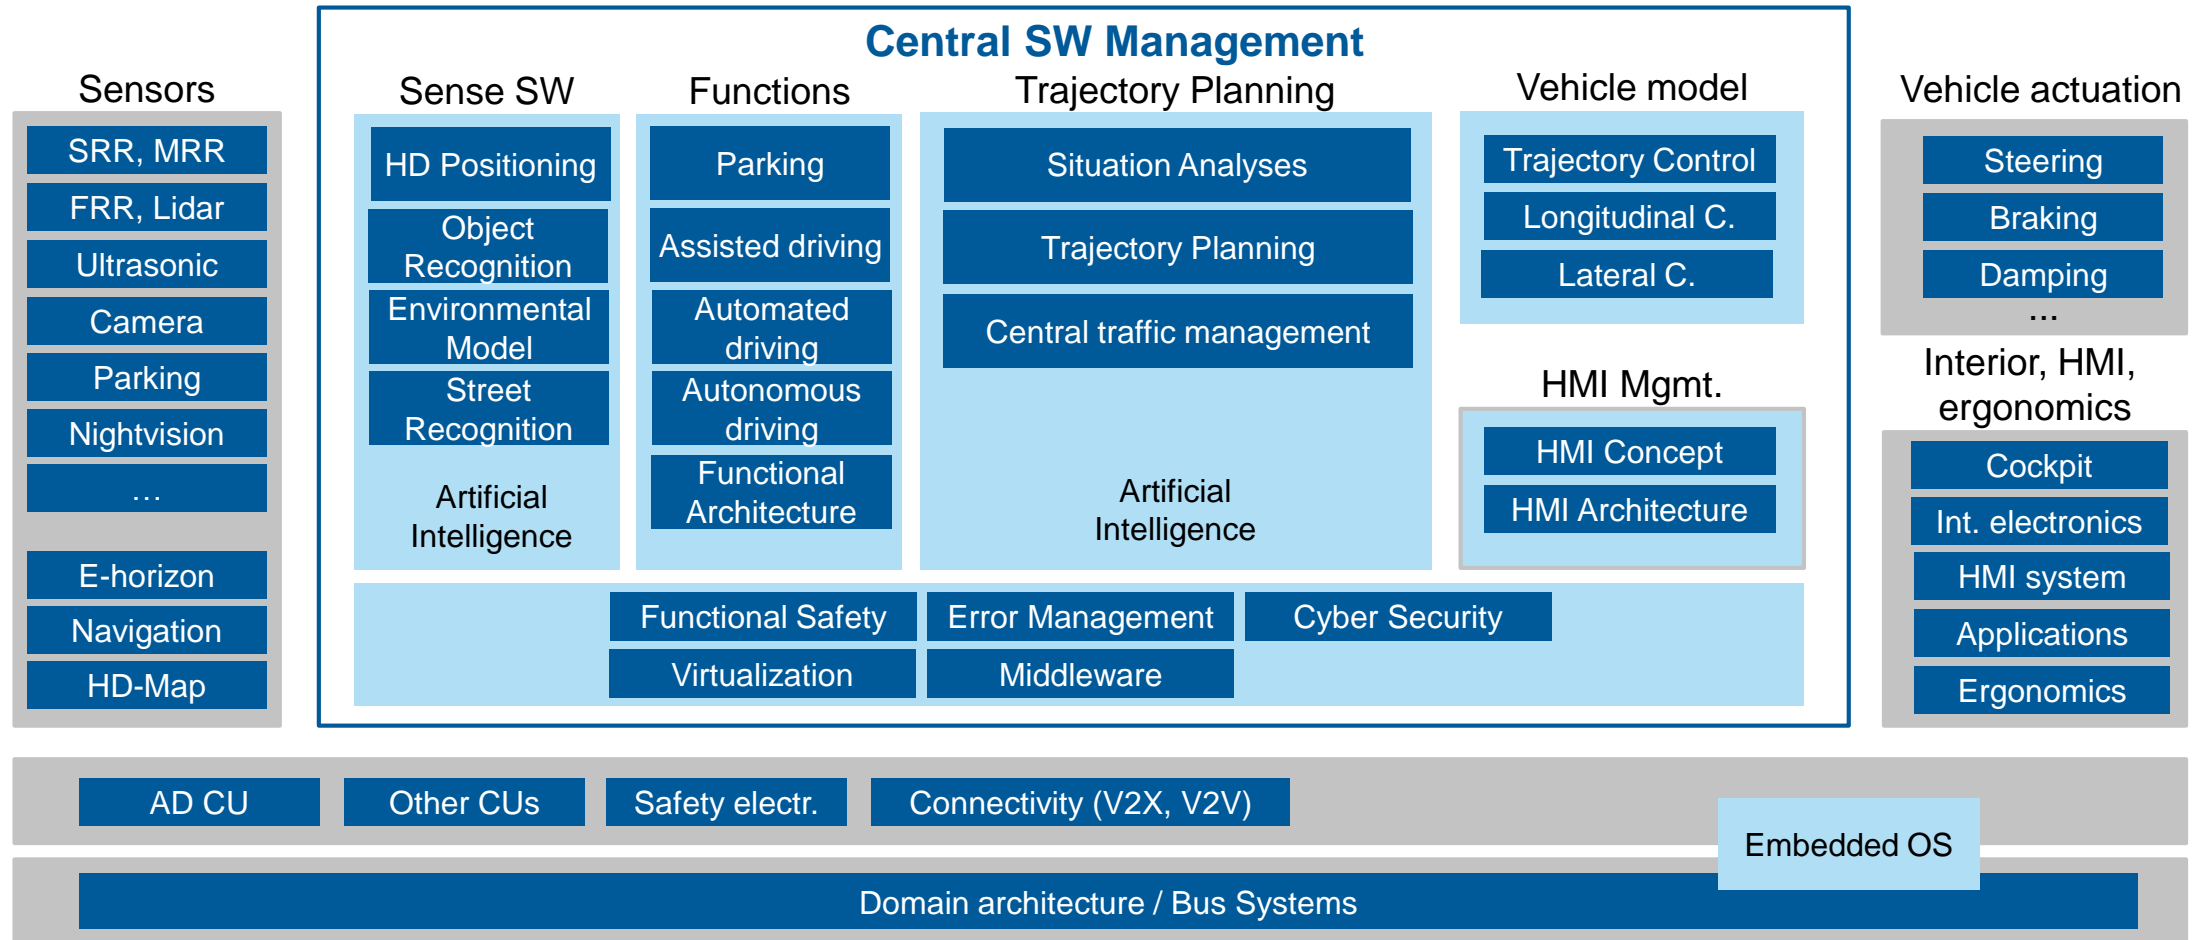 Central SW Management
Sensors
SRR, MRR
FRR, Lidar
Ultrasonic
Camera
Parking
Nightvision
...
E-horizon
Navigation
HD-Map
Sense SW
HD Positioning
Object
Recognition
Environmental
Model
Street
Recognition
Artificial
Intelligence
Functions
Parking
Assisted driving
Automated
driving
Autonomous
driving
Functional
Architecture
Trajectory Planning
Situation Analyses
Trajectory Planning
Central traffic management
Artificial
Intelligence
Vehicle model
Trajectory Control
Longitudinal C.
Lateral C.
HMI Mgmt.
HMI Concept
HMI Architecture
Functional Safety
Error Management
Cyber Security
Virtualization
Middleware
Vehicle actuation
Steering
Braking
Damping
...
Interior, HMI,
ergonomics
Cockpit
Int. electronics
HMI system
Applications
Ergonomics
AD CU
Other CUs
Safety electr.
Connectivity (V2X, V2V)
Embedded OS
Domain architecture / Bus Systems